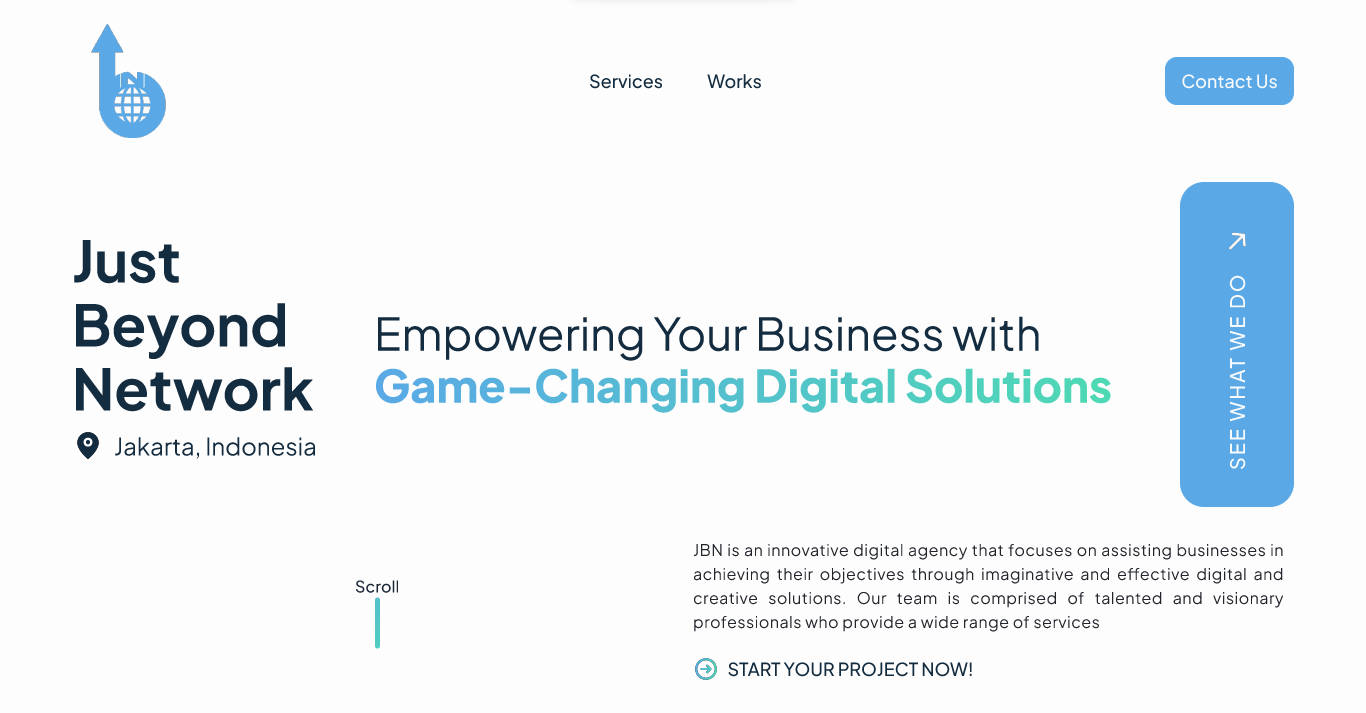 N
Services
Works
Contact Us
Just
Beyond
Network
Jakarta, Indonesia
Empowering Your Business with
Game-Changing Digital Solutions
SEE WHAT WE DO
Scroll
JBN is an innovative digital agency that focuses on assisting businesses in
achieving their objectives through imaginative and effective digital and
creative solutions. Our team is comprised of talented and visionary
professionals who provide a wide range of services
START YOUR PROJECT NOW!